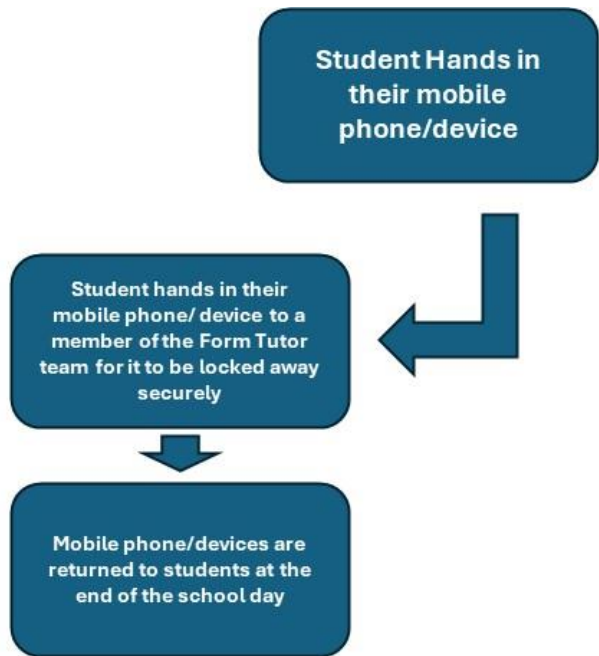 Student Hands in
their mobile
phone/device
Student hands in their
mobile phone/ device to a
member of the Form Tutor
team for it to be locked away
securely
Mobile phone/devices are
returned to students at the
end of the school day